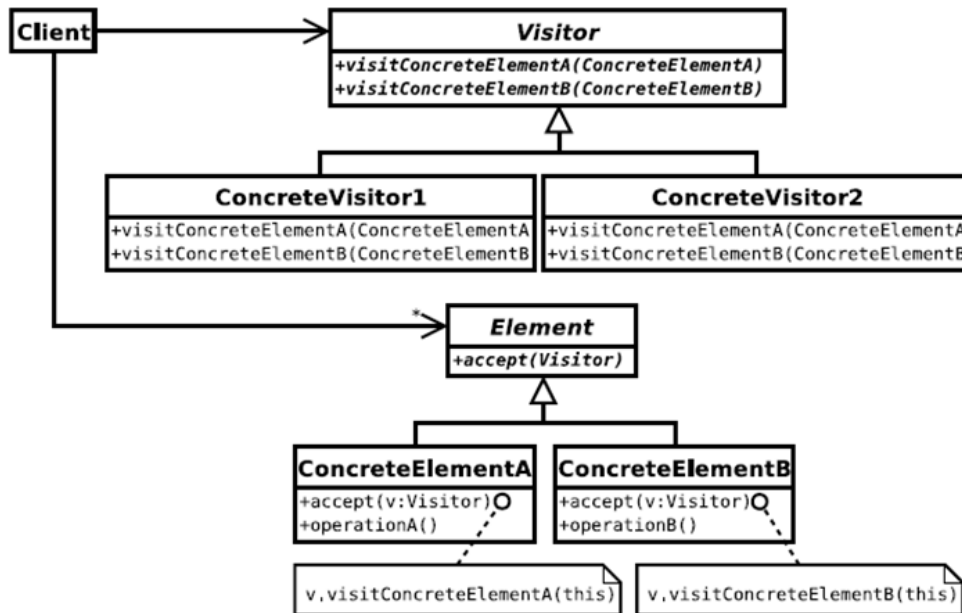 Client
Visitor
+visitConcreteElementA(ConcreteElementA)
+visitConcreteElementB(ConcreteElementB)
ConcreteVisitor1
+visitConcreteElementA(ConcreteElementA
+visitConcreteElementB(ConcreteElementB
ConcreteVisitor2
+visitConcreteElementA(ConcreteElementA
+visitConcreteElementB(ConcreteElementB
*
Element
+accept(Visitor)
ConcreteElementA
+accept(v:Visitor)
+operationA()
ConcreteElementB
+accept(v:Visitor)
+operationB()
v,visitConcreteElementA(this)
v,visitConcreteElementB(this)